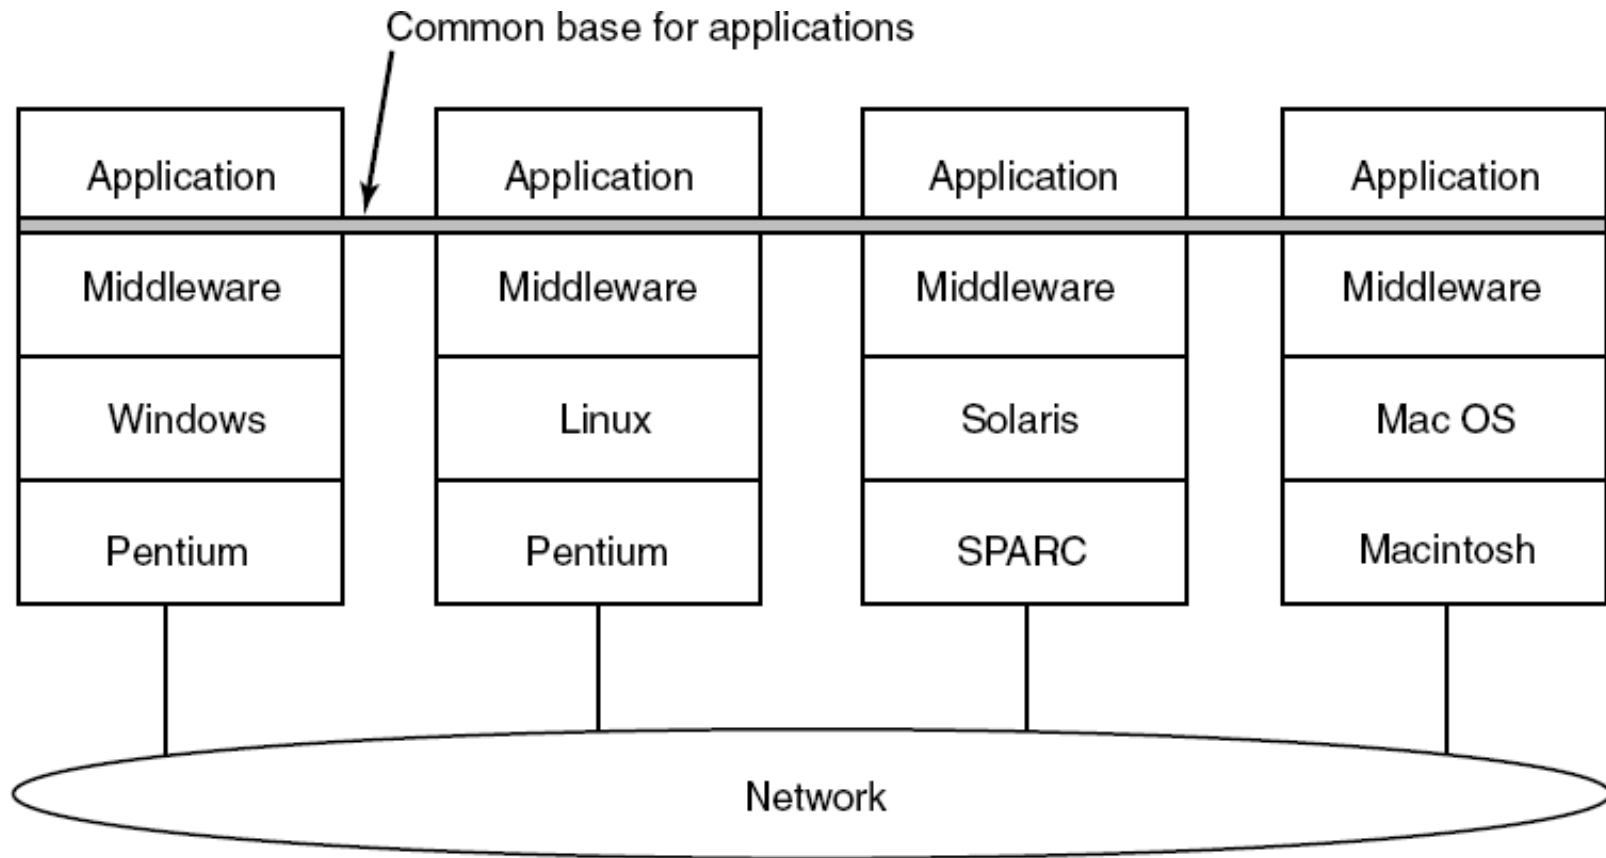 Common base for applications
Application Application Application Application
Middleware Middleware Middleware Middleware
Windows Linux Solaris Mac OS
Pentium Pentium SPARC Macintosh
Network